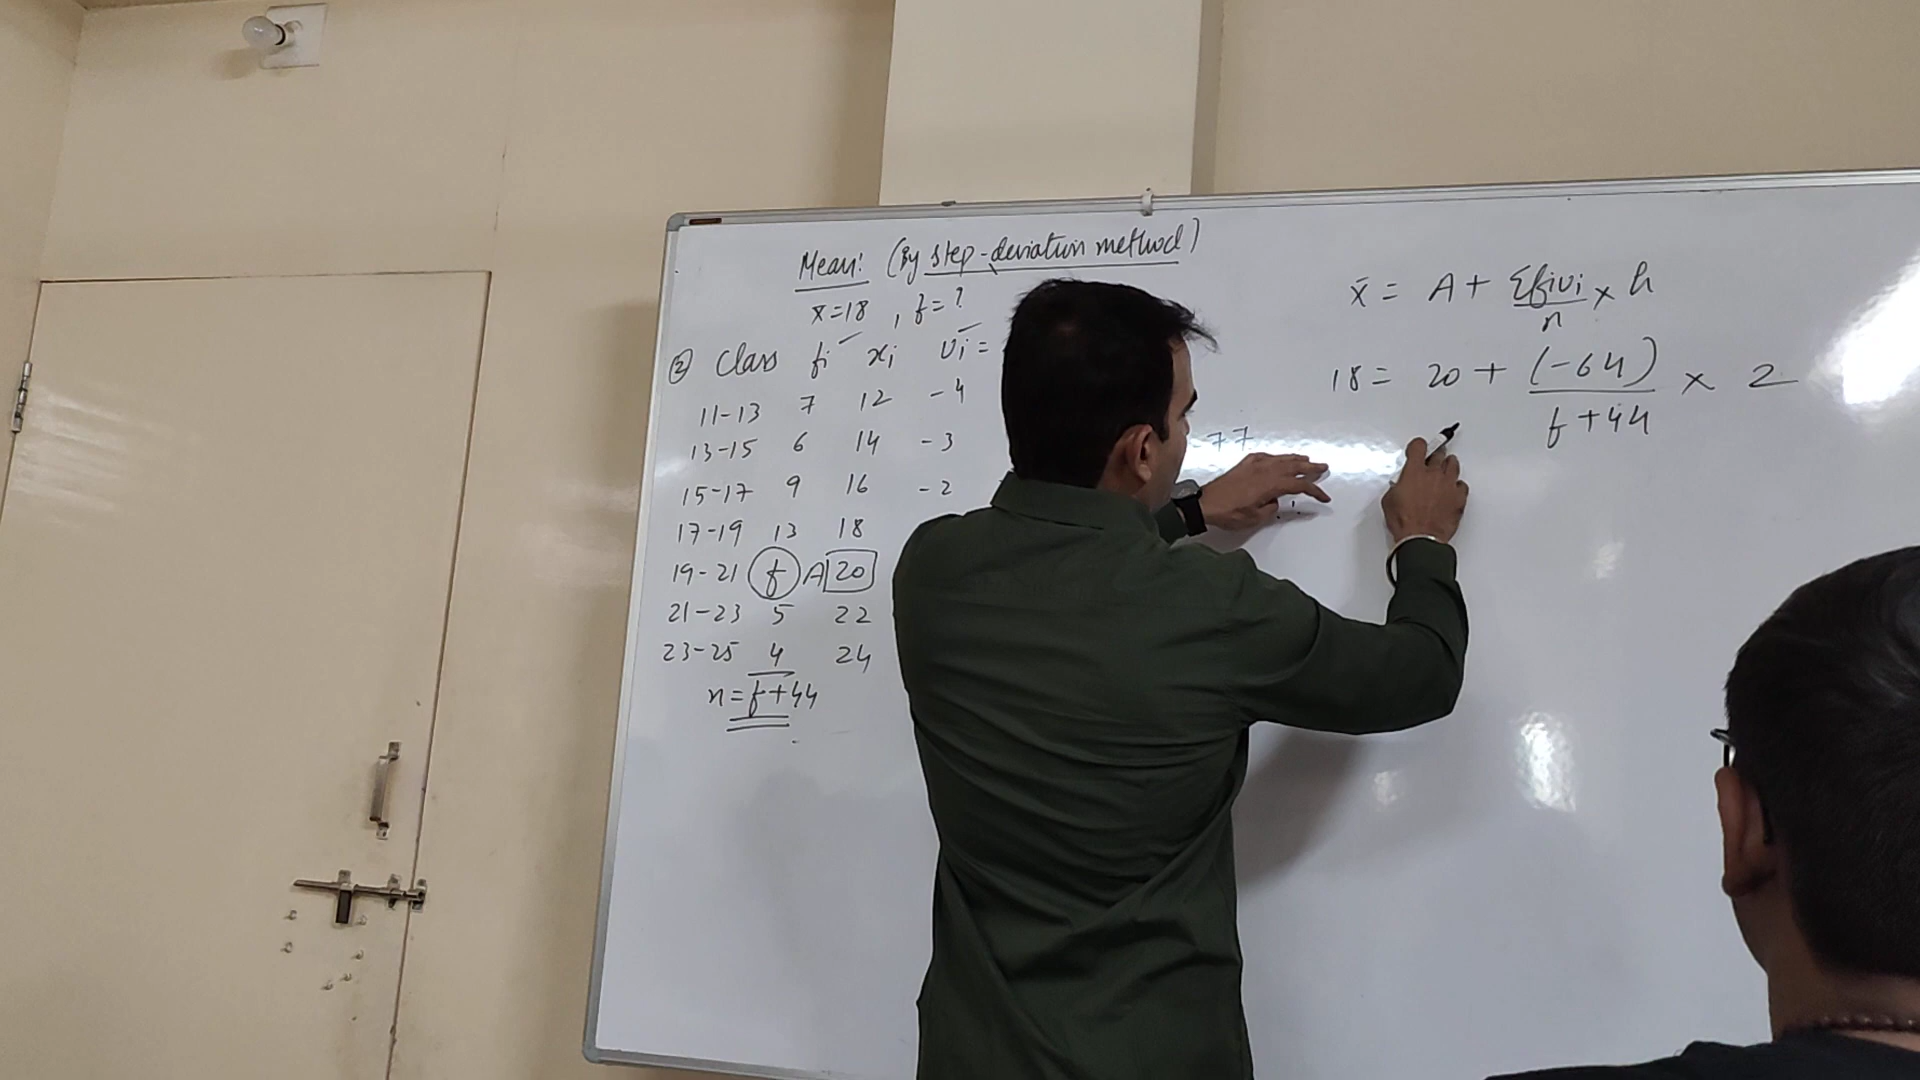 Mean: (By step-deviation method)
x̄=18, f=?
② Class fi xi ui =
11-13 7 12 -4
13-15 6 14 -3
15-17 9 16 -2
17-19 13 18
19-21 f A 20
21-23 5 22
23-25 4 24
n=f+44
-77
x̄ = A + Σfiui/n × h
18 = 20 + (-64)/f+44 × 2